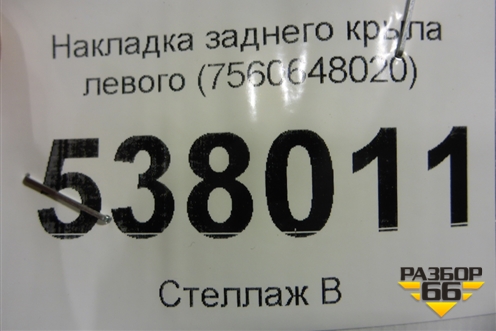 Накладка заднего крыла
левого (7560648020)
538011
Стеллаж В
РАЗБОР
66